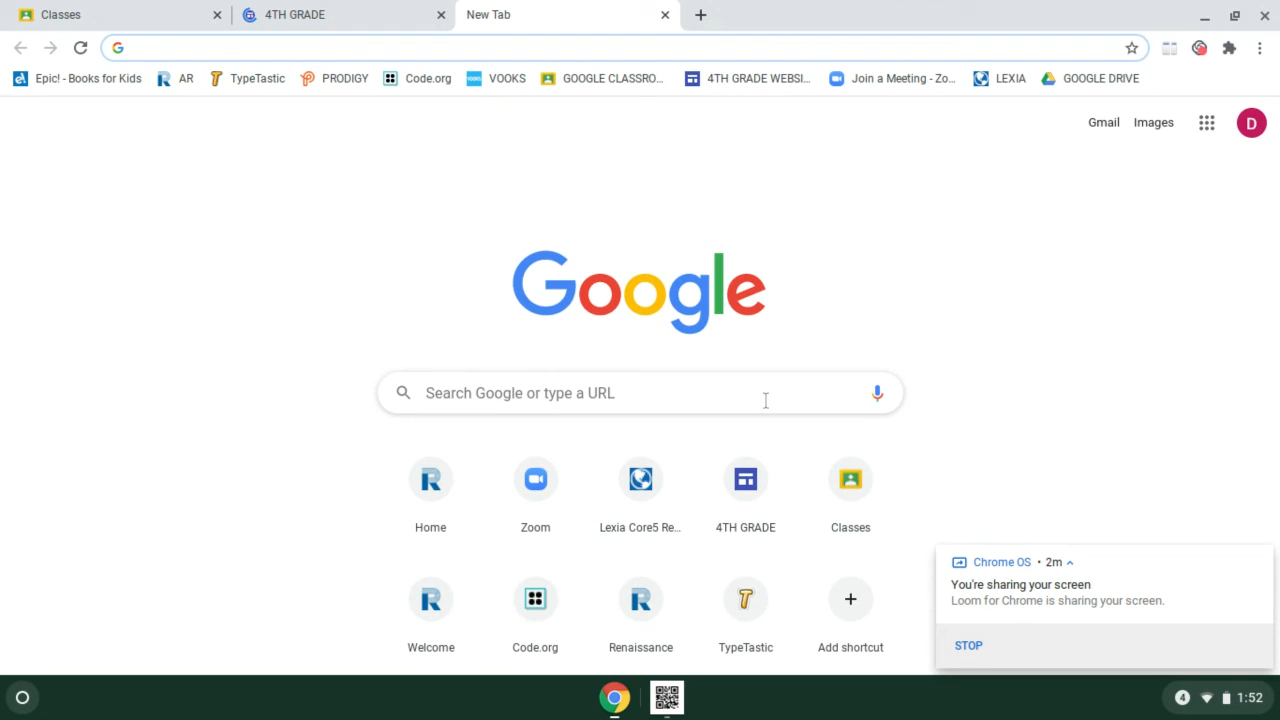 Classes
4TH GRADE
New Tab
Epic! - Books for Kids
AR
TypeTastic
PRODIGY
Code.org
VOOKS
GOOGLE CLASSRO...
4TH GRADE WEBSI...
Join a Meeting - Zo...
LEXIA
GOOGLE DRIVE
Gmail
Images
D
Google
Search Google or type a URL
Home
Zoom
Lexia Core5 Re...
4TH GRADE
Classes
Welcome
Code.org
Renaissance
TypeTastic
Add shortcut
Chrome OS • 2m
You're sharing your screen
Loom for Chrome is sharing your screen.
STOP
4
1:52